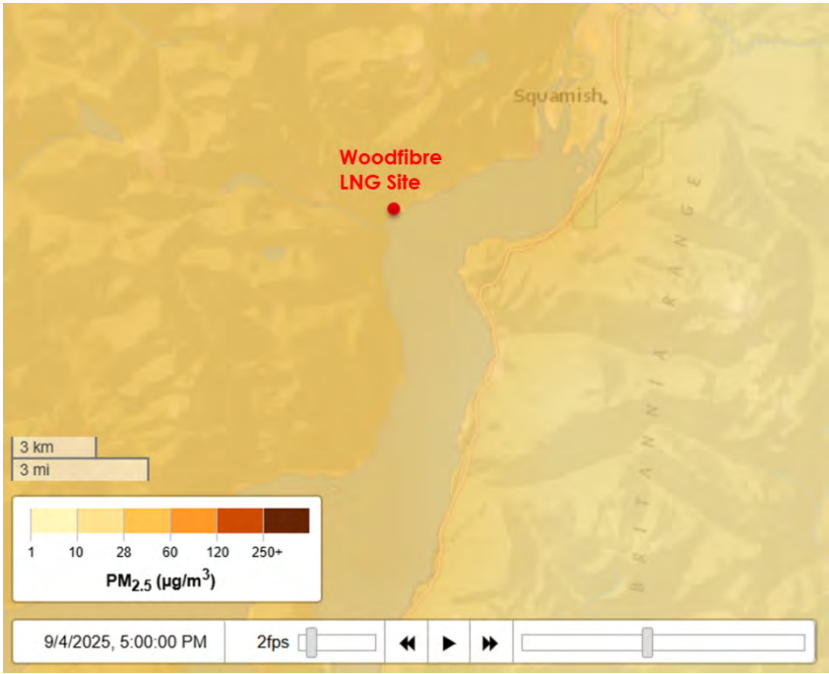 Squamish
Woodfibre
LNG Site
BRITANNIA RANGE
3 km
3 mi
1 10 28 60 120 250+
PM2.5 (µg/m³)
9/4/2025, 5:00:00 PM 2fps